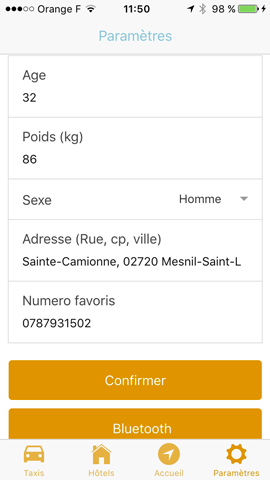 Orange F 11:50 98 %
Paramètres
Age
32
Poids (kg)
86
Sexe Homme
Adresse (Rue, cp, ville)
Sainte-Camionne, 02720 Mesnil-Saint-L
Numero favoris
0787931502
Confirmer
Bluetooth
Taxis Hôtels Accueil Paramètres